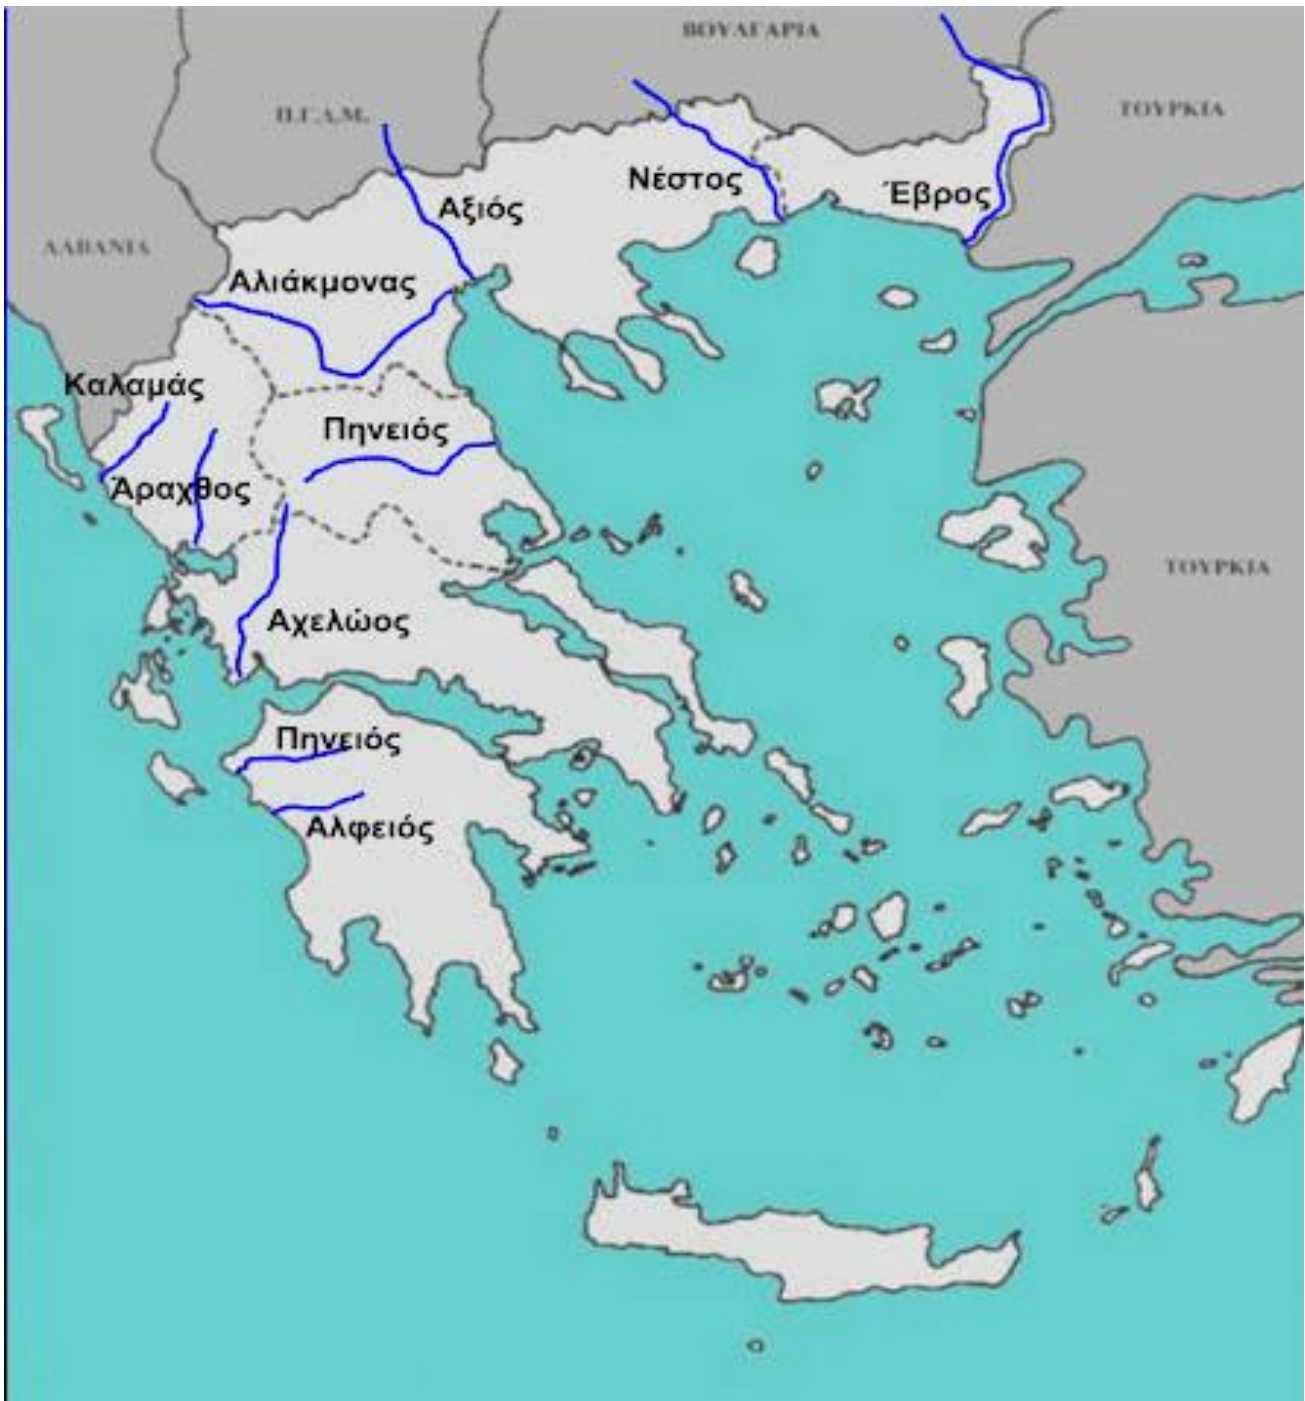 ΒΟΥΛΓΑΡΙΑ
Π.Γ.Δ.Μ.
ΤΟΥΡΚΙΑ
Νέστος
Έβρος
Αξιός
ΑΛΒΑΝΙΑ
Αλιάκμονας
Καλαμάς
Πηνειός
Άραχθος
ΤΟΥΡΚΙΑ
Αχελώος
Πηνειός
Αλφειός